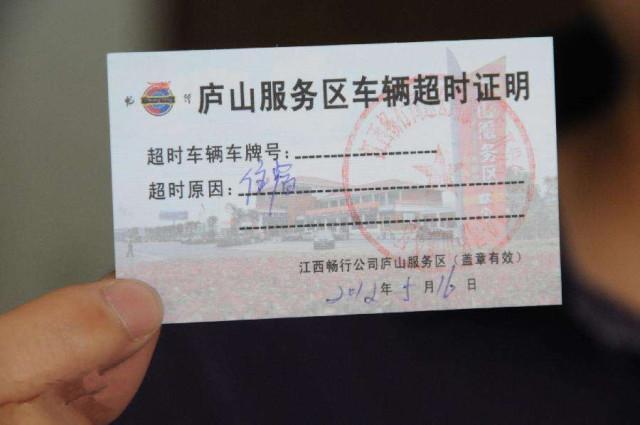 畅 行 庐山服务区车辆超时证明
超时车辆车牌号:
超时原因: 住宿
江西畅行公司庐山服务区(盖章有效)
2012年5月16日